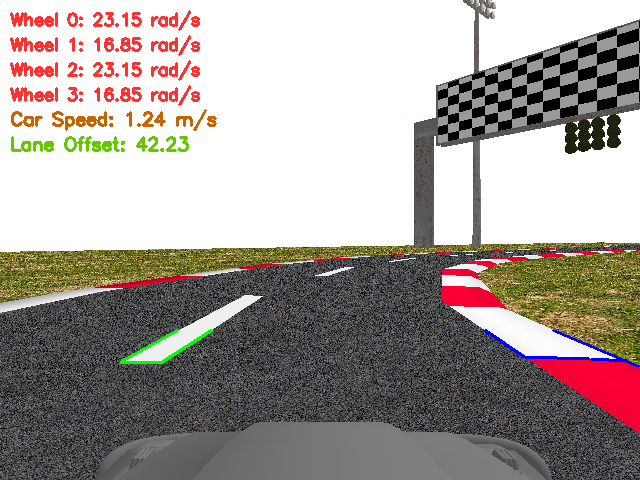 Wheel 0: 23.15 rad/s
Wheel 1: 16.85 rad/s
Wheel 2: 23.15 rad/s
Wheel 3: 16.85 rad/s
Car Speed: 1.24 m/s
Lane Offset: 42.23